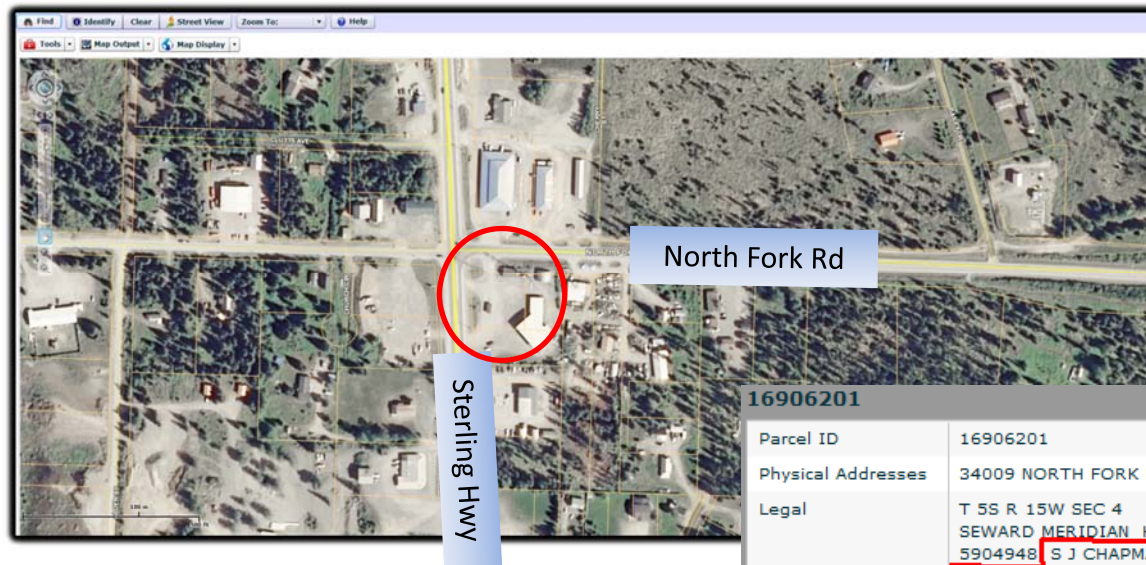 Find Identify Clear Street View Zoom To: Help
Tools Map Output Map Display
North Fork Rd
Sterling Hwy
16906201
Parcel ID 16906201
Physical Addresses 34009 NORTH FORK
Legal T 5S R 15W SEC 4
SEWARD MERIDIAN
5904948 S J CHAPM